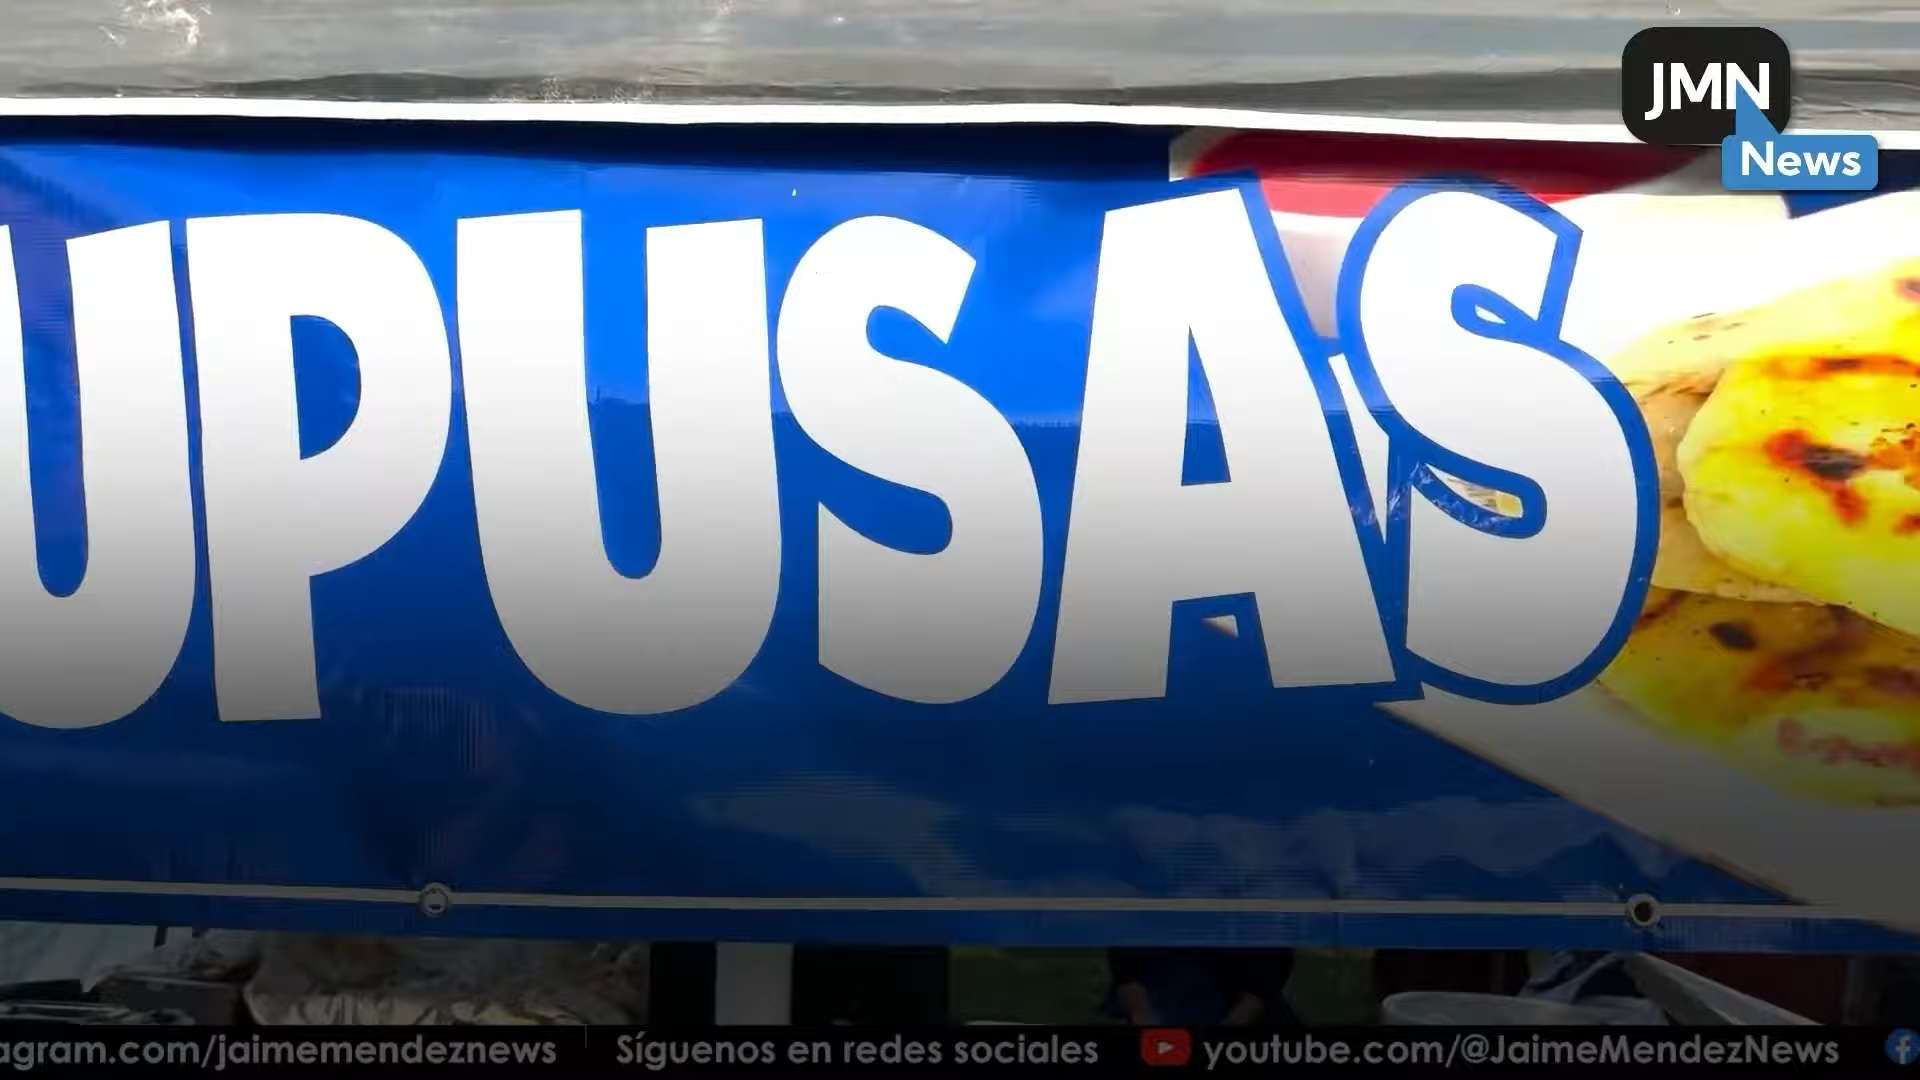 JMN
News
UPUSAS
agram.com/jaimemendeznews Síguenos en redes sociales youtube.com/@JaimeMendezNews